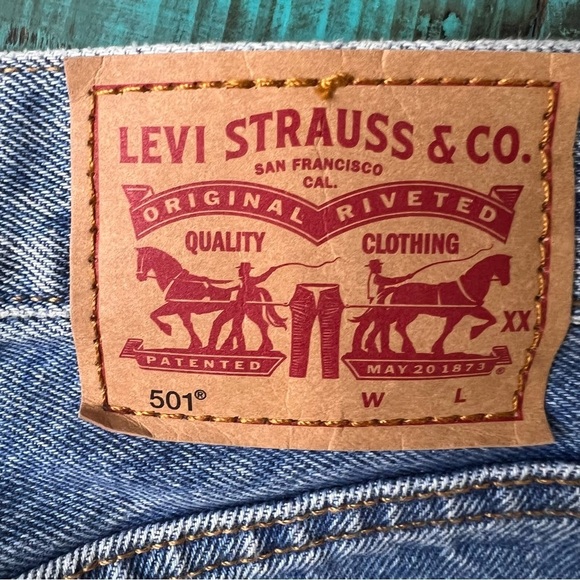 LEVI STRAUSS & CO.
SAN FRANCISCO
CAL.
ORIGINAL RIVETED
QUALITY CLOTHING
XX
PATENTED MAY 20 1873 ®
501® W L